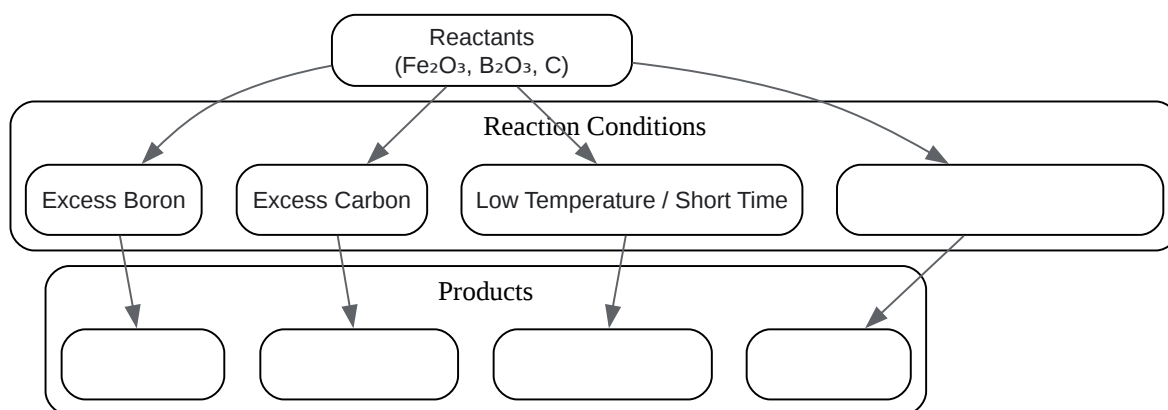 Reactants
(Fe₂O₃, B₂O₃, C)
Reaction Conditions
Excess Boron
Excess Carbon
Low Temperature / Short Time
Products